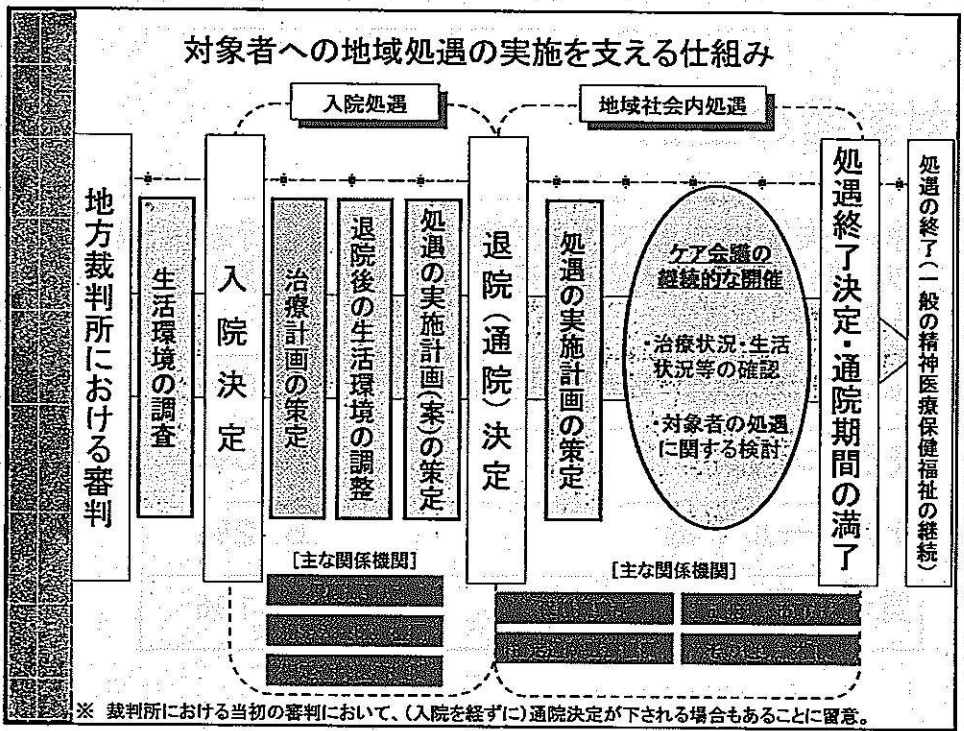 対象者への地域処遇の実施を支える仕組み
入院処遇
地域社会内処遇
地方裁判所における審判
生活環境の調査
入院決定
治療計画の策定
退院後の生活環境の調整
処遇の実施計画(案)の策定
退院(通院)決定
処遇の実施計画の策定
ケア会議の
継続的な開催
・治療状況・生活
状況等の確認
・対象者の処遇
に関する検討
処遇終了決定・通院期間の満了
処遇の終了(一般の精神医療保健福祉の継続)
[主な関係機関]
[主な関係機関]
※ 裁判所における当初の審判において、(入院を経ずに)通院決定が下される場合もあることに留意。